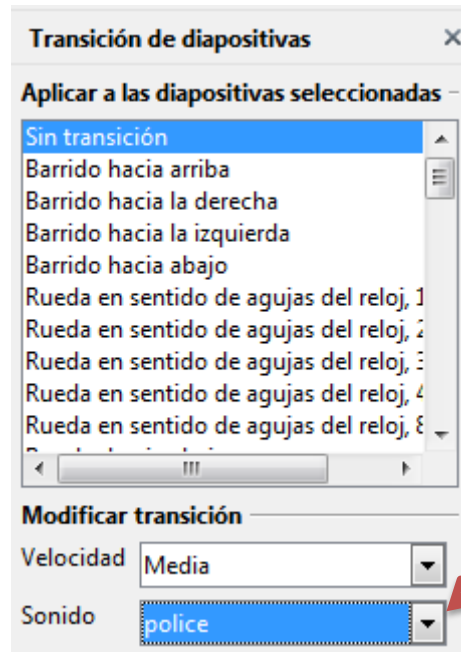 Transición de diapositivas
Aplicar a las diapositivas seleccionadas
Sin transición
Barrido hacia arriba
Barrido hacia la derecha
Barrido hacia la izquierda
Barrido hacia abajo
Rueda en sentido de agujas del reloj, 1
Rueda en sentido de agujas del reloj, 2
Rueda en sentido de agujas del reloj, 3
Rueda en sentido de agujas del reloj, 4
Rueda en sentido de agujas del reloj, 8
Modificar transición
Velocidad Media
Sonido police